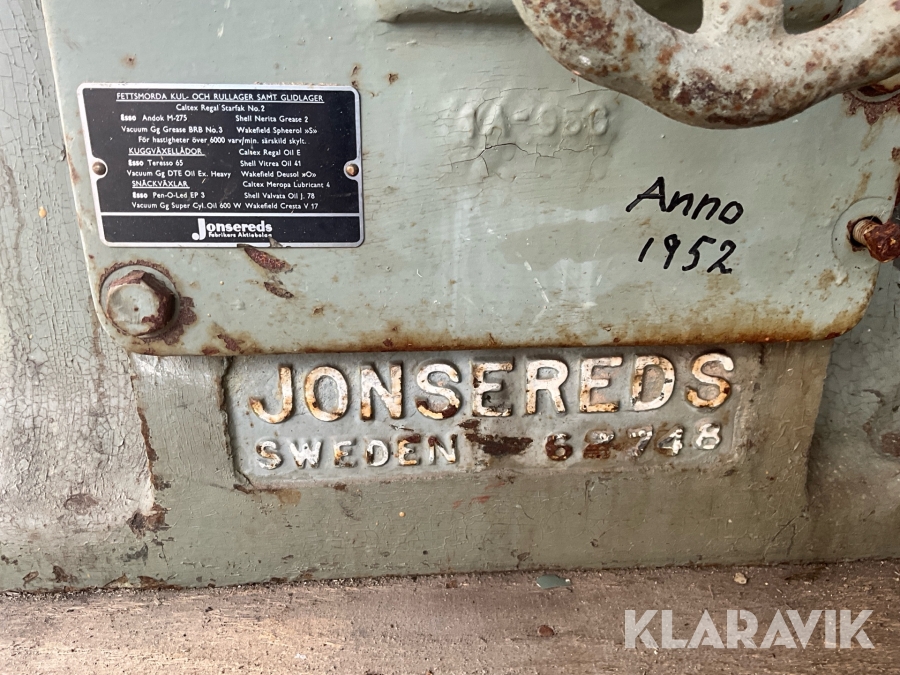 FETTSMORDA KUL- OCH RULLAGER SAMT GLIDLAGER
Caltex Regal Starfak No. 2
Esso Andok M-275 Shell Nerita Grease 2
Vacuum Gg Grease BRB No. 3 Wakefield Spheerol »S»
För hastigheter över 6000 varv/min. särskild skylt.
KUGGVÄXELLÅDOR Caltex Regal Oil E
Esso Teresso 65 Shell Vitrea Oil 41
Vacuum Gg DTE Oil Ex. Heavy Wakefield Deusol »O»
SNÄCKVÄXLAR Caltex Meropa Lubricant 4
Esso Pen-O-Led EP 3 Shell Valvata Oil J. 78
Vacuum Gg Super Cyl. Oil 600 W Wakefield Cresta V 17
Jonsereds
Fabrikers Aktiebolag
Anno
1952
JONSEREDS
SWEDEN
KLARAVIK